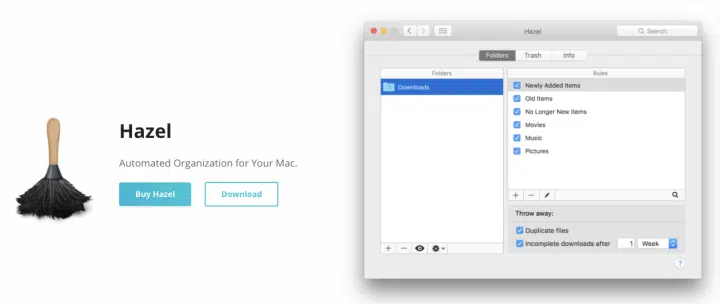 Hazel
Automated Organization for Your Mac.
Buy Hazel
Download
Hazel
Search
Folders
Trash
Info
Folders
Downloads
Rules
Newly Added Items
Old Items
No Longer New Items
Movies
Music
Pictures
Throw away:
Duplicate files
Incomplete downloads after 1 Week
?